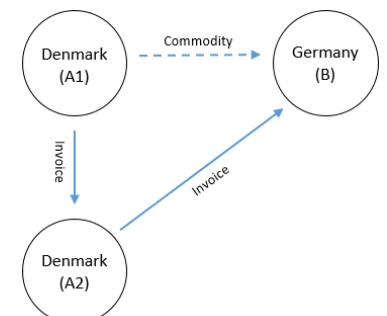 Denmark
(A1)
Commodity
Germany
(B)
Invoice
Invoice
Denmark
(A2)